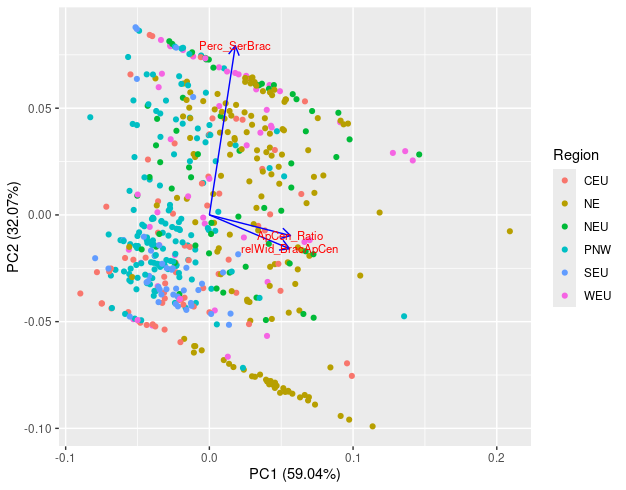 Perc_SerBrac
ApCen_Ratio
relWid_BracApCen
0.05
0.00
-0.05
-0.10
PC2 (32.07%)
-0.1
0.0
0.1
0.2
PC1 (59.04%)
Region
CEU
NE
NEU
PNW
SEU
WEU